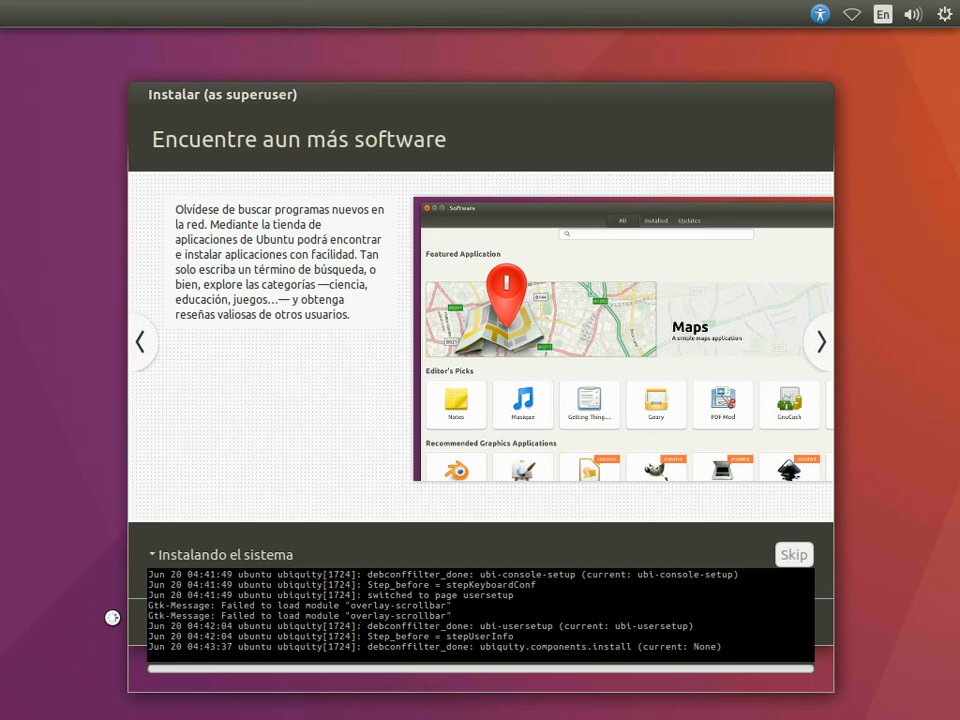 En
Instalar (as superuser)
Encuentre aun más software
Olvídese de buscar programas nuevos en
la red. Mediante la tienda de
aplicaciones de Ubuntu podrá encontrar
e instalar aplicaciones con facilidad. Tan
solo escriba un término de búsqueda, o
bien, explore las categorías —ciencia,
educación, juegos…— y obtenga
reseñas valiosas de otros usuarios.
Software
All Installed Updates
Featured Application
B144
Maps
A simple maps application
Editor's Picks
Notes Musique Getting Thing... Geary PDF Mod GnuCash
Recommended Graphics Applications
Installed Installed Installed Installed
Instalando el sistema
Skip
Jun 20 04:41:49 ubuntu ubiquity[1724]: debconffilter_done: ubi-console-setup (current: ubi-console-setup)
Jun 20 04:41:49 ubuntu ubiquity[1724]: Step_before = stepKeyboardConf
Jun 20 04:41:49 ubuntu ubiquity[1724]: switched to page usersetup
Gtk-Message: Failed to load module "overlay-scrollbar"
Gtk-Message: Failed to load module "overlay-scrollbar"
Jun 20 04:42:04 ubuntu ubiquity[1724]: debconffilter_done: ubi-usersetup (current: ubi-usersetup)
Jun 20 04:42:04 ubuntu ubiquity[1724]: Step_before = stepUserInfo
Jun 20 04:43:37 ubuntu ubiquity[1724]: debconffilter_done: ubiquity.components.install (current: None)